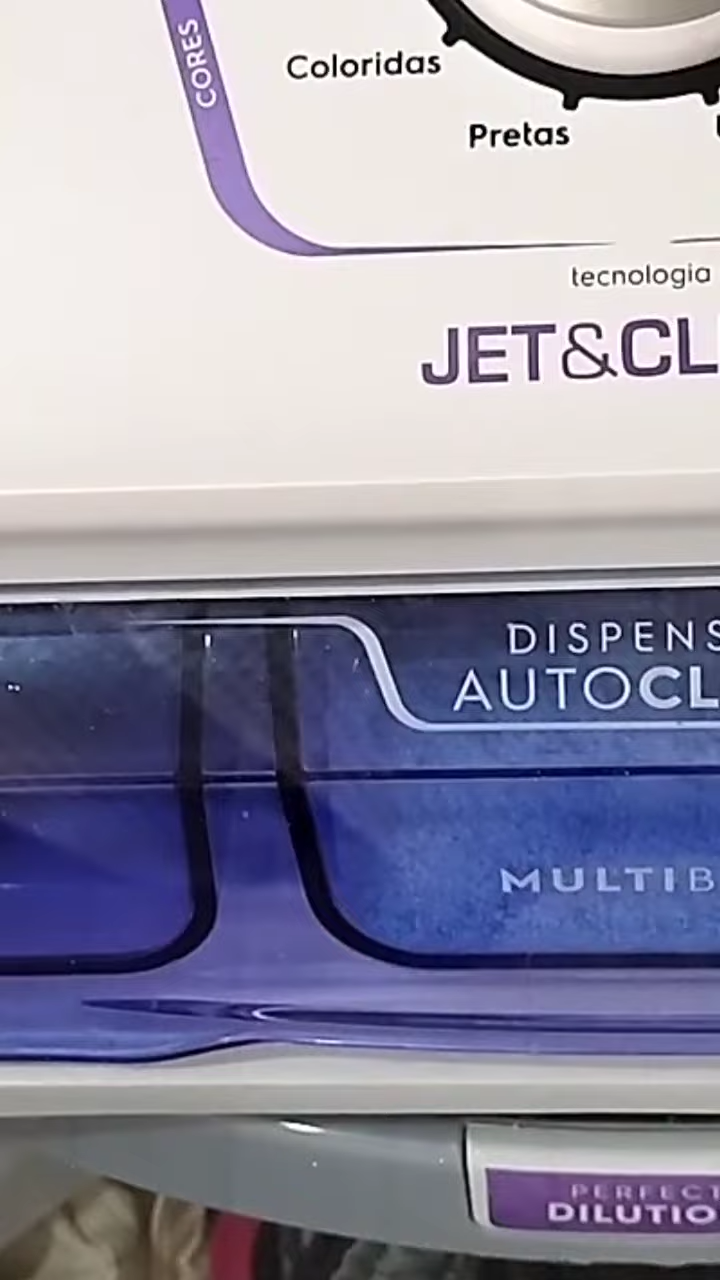 CORES
Coloridas
Pretas
tecnologia
JET&CL
DISPENS
AUTOCL
MULTIB
PERFECT
DILUTIO